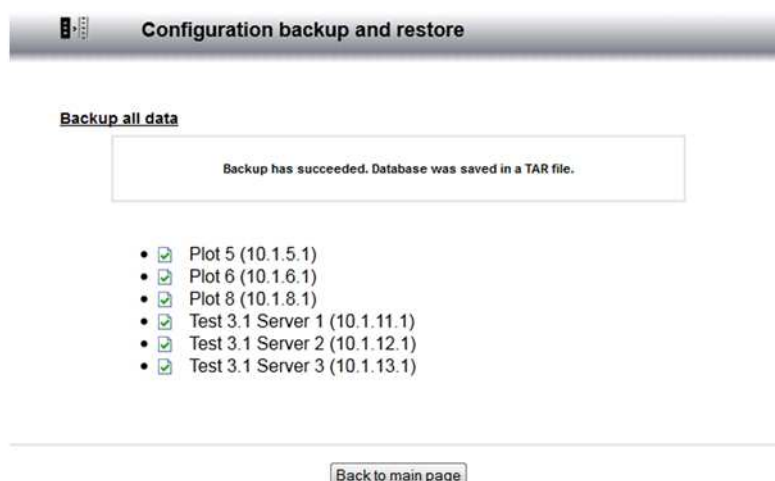 Configuration backup and restore
Backup all data
Backup has succeeded. Database was saved in a TAR file.
Plot 5 (10.1.5.1)
Plot 6 (10.1.6.1)
Plot 8 (10.1.8.1)
Test 3.1 Server 1 (10.1.11.1)
Test 3.1 Server 2 (10.1.12.1)
Test 3.1 Server 3 (10.1.13.1)
Back to main page